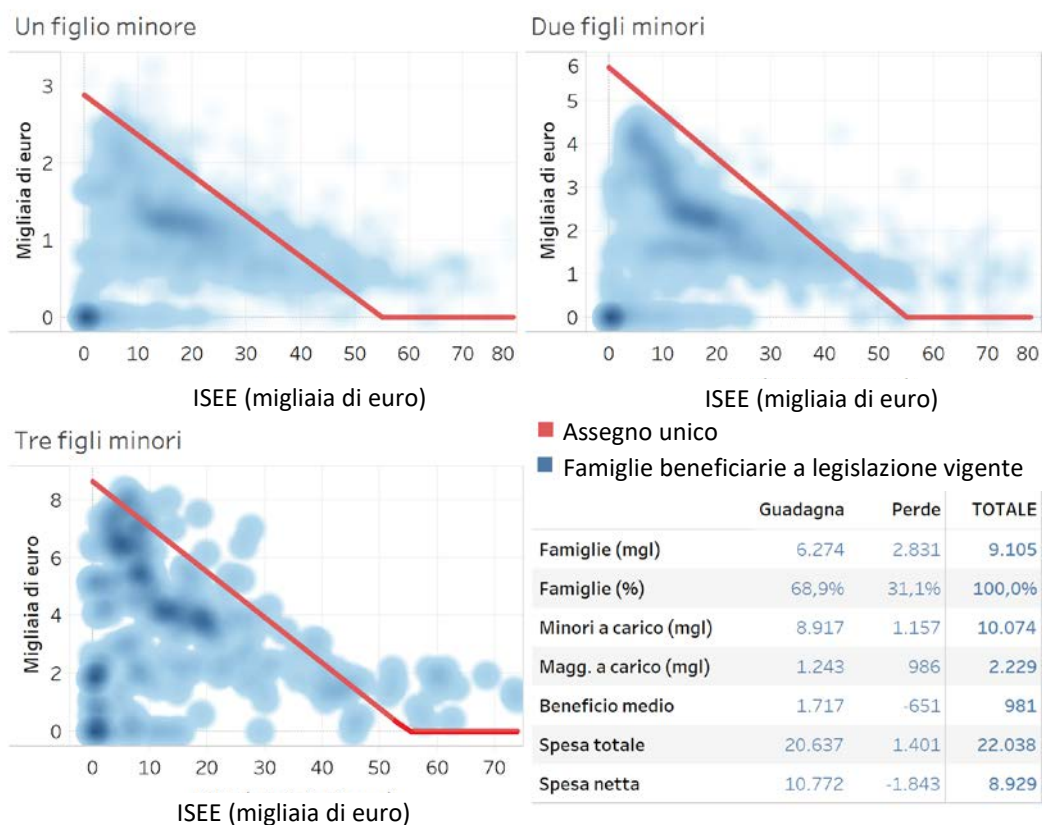 Un figlio minore
Migliaia di euro
3
2
1
0
0 10 20 30 40 50 60 70 80
ISEE (migliaia di euro)
Due figli minori
Migliaia di euro
6
5
4
3
2
1
0
0 10 20 30 40 50 60 70 80
ISEE (migliaia di euro)
Tre figli minori
Migliaia di euro
8
6
4
2
0
0 10 20 30 40 50 60 70
ISEE (migliaia di euro)
Assegno unico
Famiglie beneficiarie a legislazione vigente
Guadagna Perde TOTALE
Famiglie (mgl) 6.274 2.831 9.105
Famiglie (%) 68,9% 31,1% 100,0%
Minori a carico (mgl) 8.917 1.157 10.074
Magg. a carico (mgl) 1.243 986 2.229
Beneficio medio 1.717 -651 981
Spesa totale 20.637 1.401 22.038
Spesa netta 10.772 -1.843 8.929